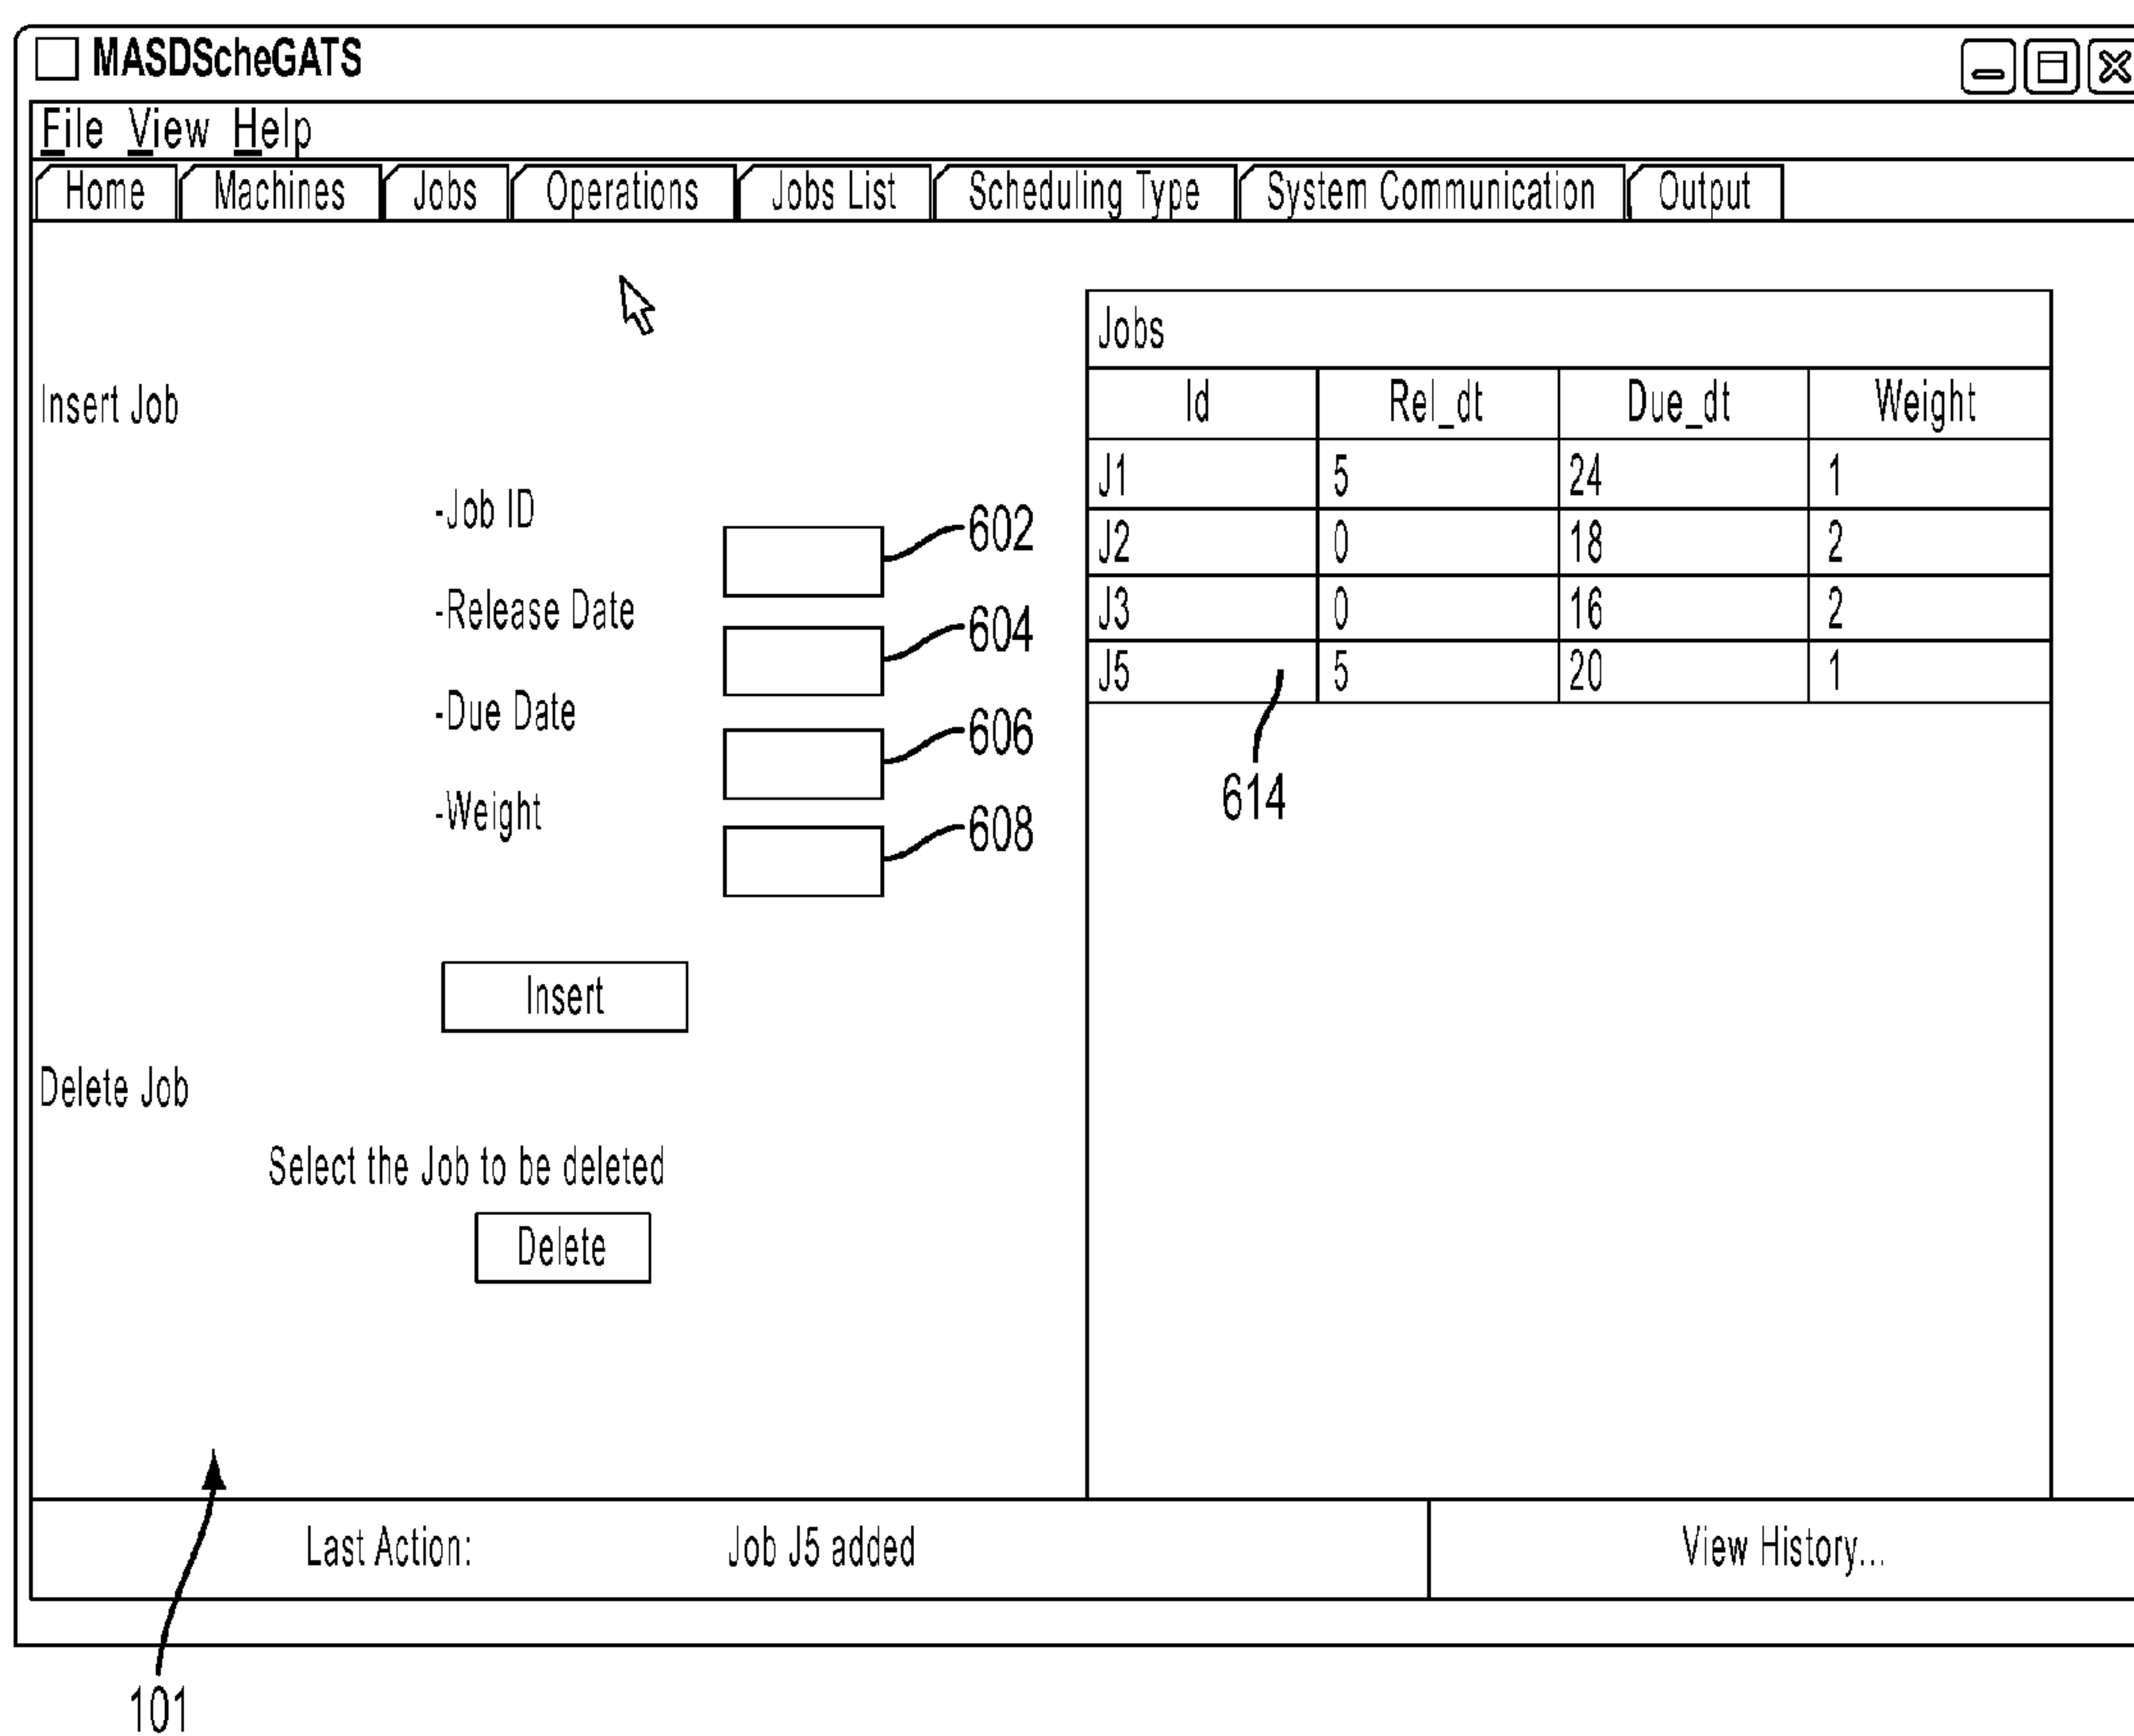 MASDScheGATS
File View Help
Home Machines Jobs Operations Jobs List Scheduling Type System Communication Output
Jobs
Insert Job
Id Rel_dt Due_dt Weight
J1 5 24 1
J2 0 18 2
J3 0 16 2
J5 5 20 1
-Job ID
602
-Release Date
604
-Due Date
606
-Weight
608
614
Insert
Delete Job
Select the Job to be deleted
Delete
Last Action: Job J5 added View History...
101